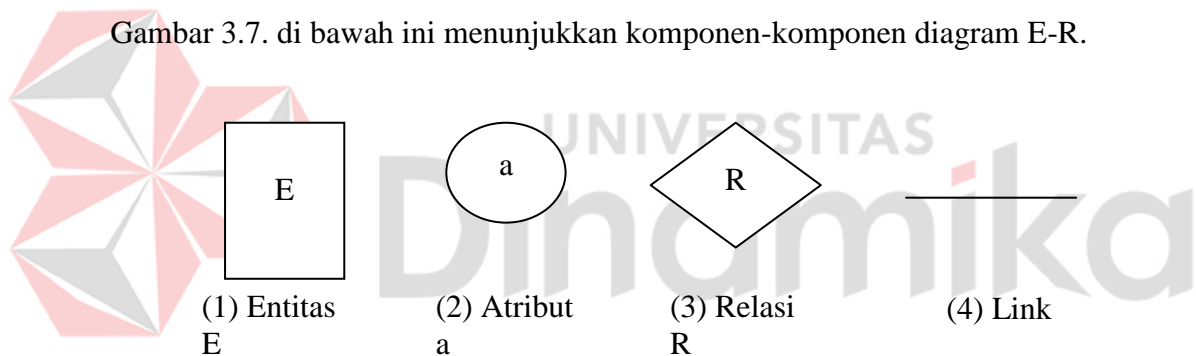 Gambar 3.7. di bawah ini menunjukkan komponen-komponen diagram E-R.
UNIVERSITAS
Dinamika
E
a
R
(1) Entitas
E
(2) Atribut
a
(3) Relasi
R
(4) Link